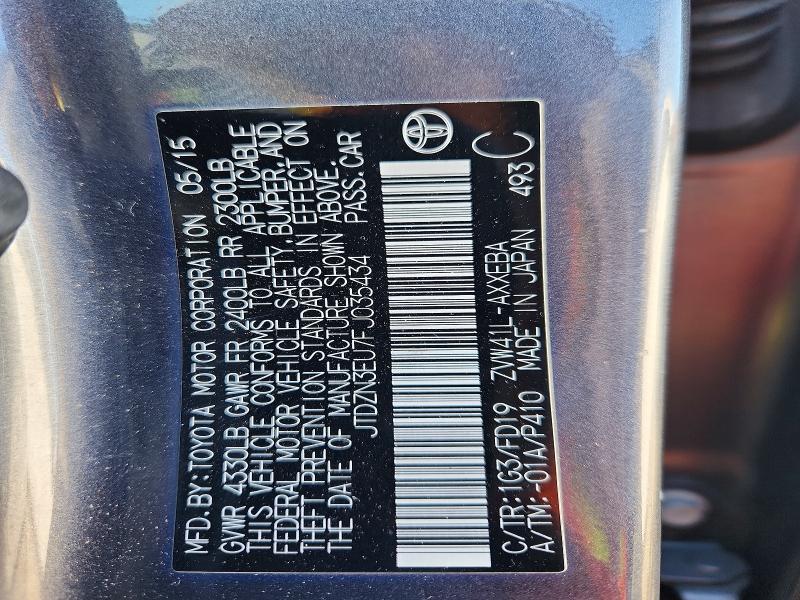 MFD.BY:TOYOTA MOTOR CORPORATION 05/15
GVWR 4330LB GAWR FR 2400LB RR 2300LB
THIS VEHICLE CONFORMS TO ALL APPLICABLE
FEDERAL MOTOR VEHICLE SAFETY,BUMPER,AND
THEFT PREVENTION STANDARDS IN EFFECT ON
THE DATE OF MANUFACTURE SHOWN ABOVE.
JTDZN3EU7FJ035434 PASS.CAR
C/TR:1G3/FD19 ZVW41L-AXXEBA
A/TM:-01A/P410 MADE IN JAPAN 493 C